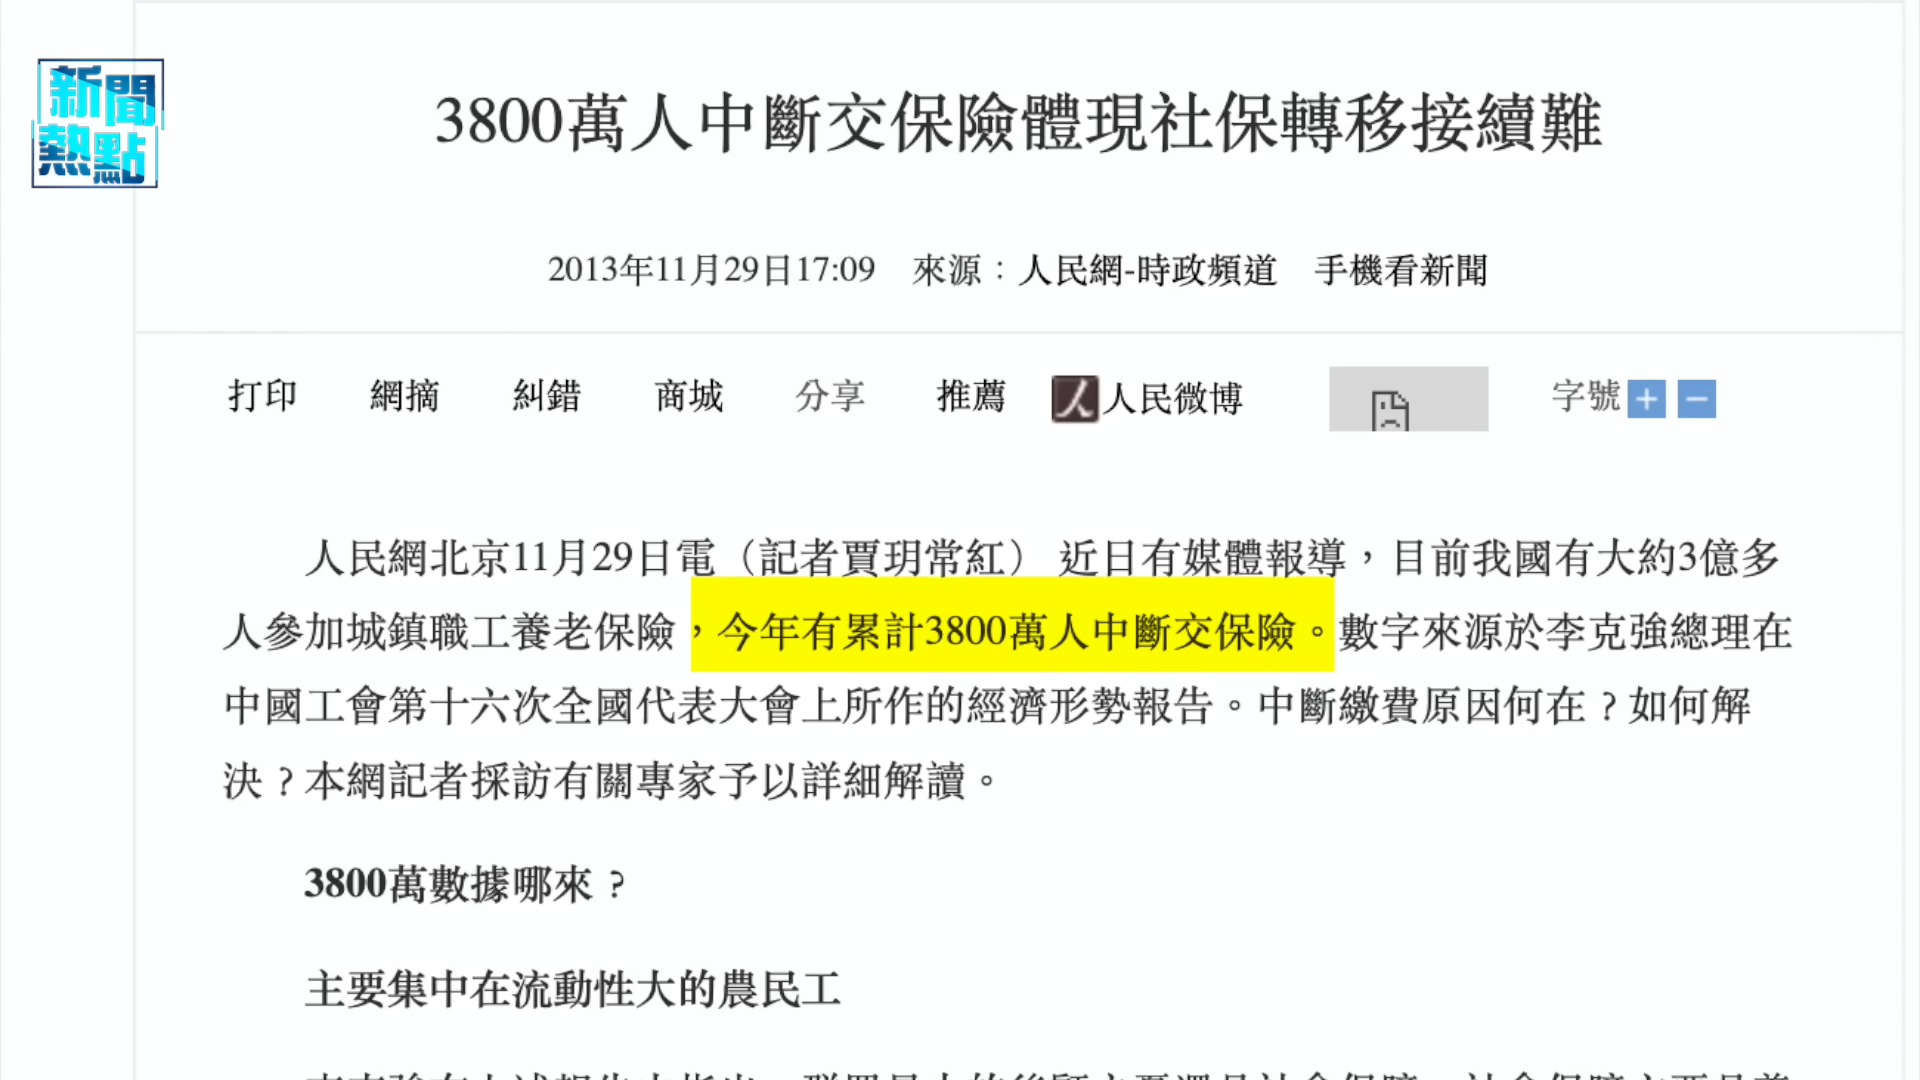 新聞
熱點
3800萬人中斷交保險體現社保轉移接續難
2013年11月29日17:09 來源：人民網-時政頻道 手機看新聞
打印 網摘 糾錯 商城 分享 推薦 人民微博 字號 + −
人民網北京11月29日電（記者賈玥常紅） 近日有媒體報導，目前我國有大約3億多
人參加城鎮職工養老保險，今年有累計3800萬人中斷交保險。數字來源於李克強總理在
中國工會第十六次全國代表大會上所作的經濟形勢報告。中斷繳費原因何在？如何解
決？本網記者採訪有關專家予以詳細解讀。
3800萬數據哪來？
主要集中在流動性大的農民工